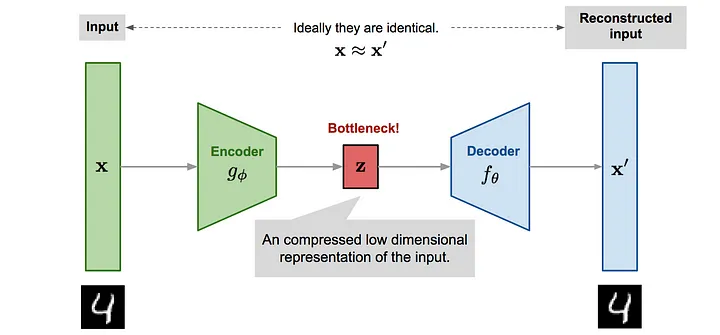 Input
Ideally they are identical.
x ≈ x′
Reconstructed
input
Bottleneck!
Encoder
gϕ
Decoder
fθ
x
z
x′
An compressed low dimensional
representation of the input.
4
4